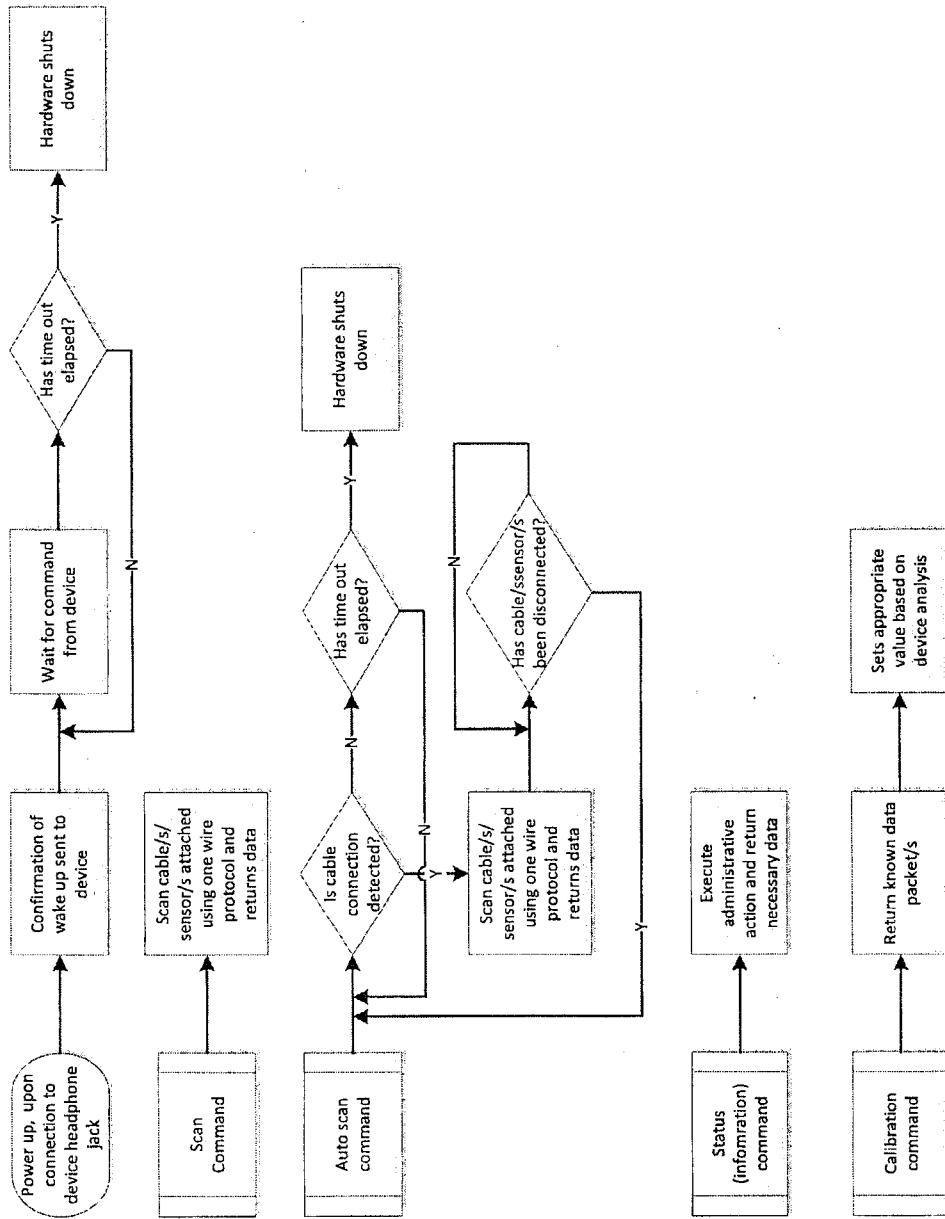 Power up, upon
connection to
device headphone
jack
Confirmation of
wake up sent to
device
Wait for command
from device
Has time out
elapsed?
Y
Hardware shuts
down
N
Scan
Command
Scan cable/s/
sensor/s attached
using one wire
protocol and
returns data
Auto scan
command
Is cable
connection
detected?
N
Has time out
elapsed?
Y
Hardware shuts
down
N
Y
Scan cable/s/
sensor/s attached
using one wire
protocol and
returns data
Has cable/ssensor/s
been disconnected?
N
Y
Status
(infomration)
command
Execute
administrative
action and return
necessary data
Calibration
command
Return known data
packet/s
Sets appropriate
value based on
device analysis